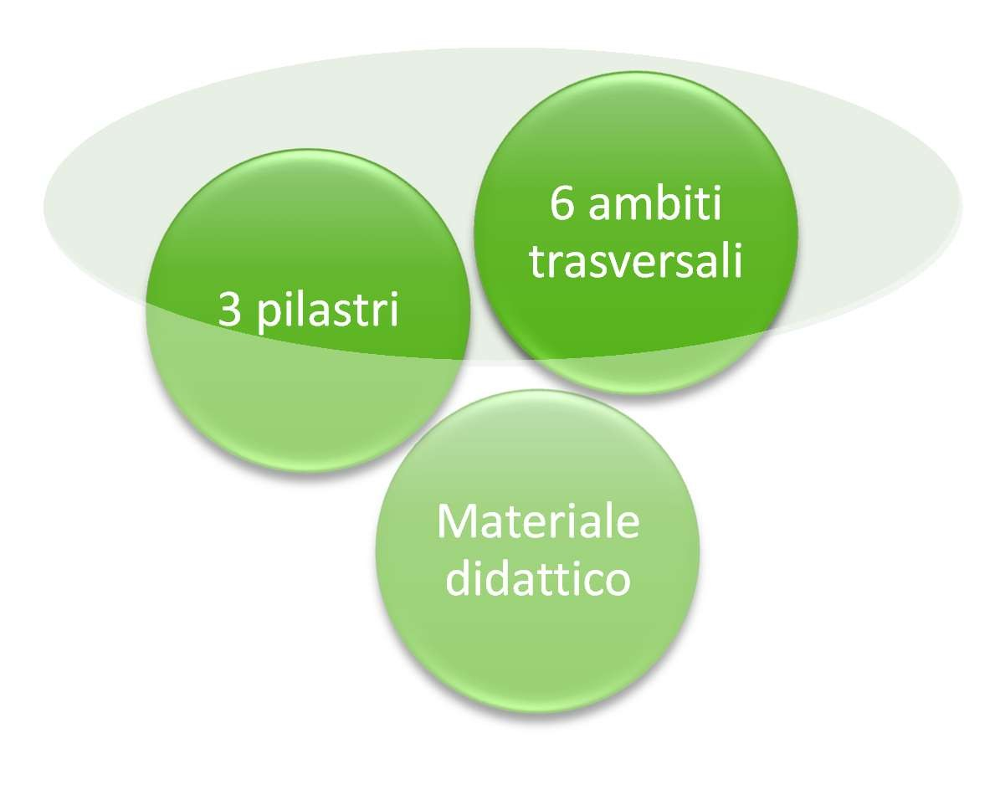 6 ambiti
trasversali
3 pilastri
Materiale
didattico